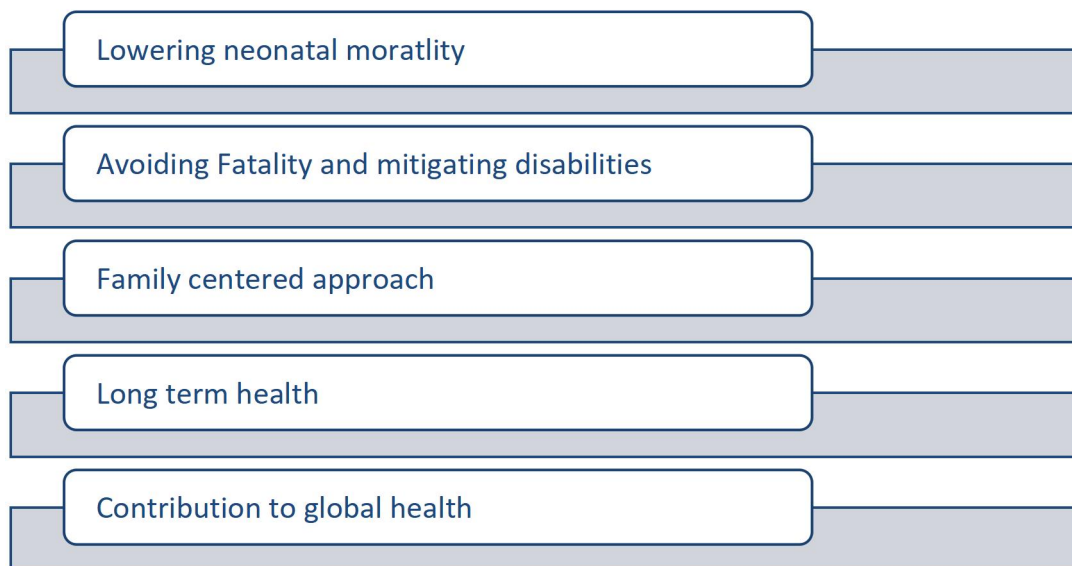 Lowering neonatal moratlity
Avoiding Fatality and mitigating disabilities
Family centered approach
Long term health
Contribution to global health